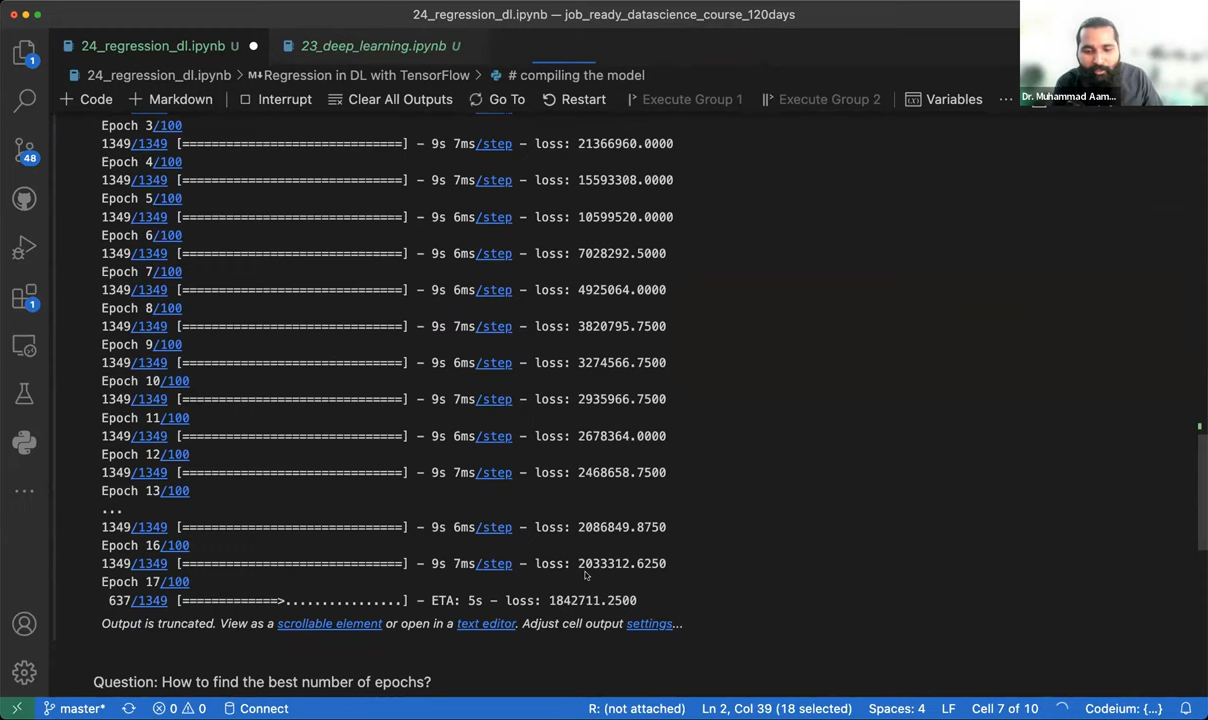 24_regression_dl.ipynb — job_ready_datascience_course_120days
24_regression_dl.ipynb U
23_deep_learning.ipynb U
24_regression_dl.ipynb > M↓Regression in DL with TensorFlow > # compiling the model
+ Code + Markdown Interrupt Clear All Outputs Go To Restart Execute Group 1 Execute Group 2 Variables ...
Dr. Muhammad Aam...
Epoch 3/100
1349/1349 [==============================] - 9s 7ms/step - loss: 21366960.0000
Epoch 4/100
1349/1349 [==============================] - 9s 7ms/step - loss: 15593308.0000
Epoch 5/100
1349/1349 [==============================] - 9s 6ms/step - loss: 10599520.0000
Epoch 6/100
1349/1349 [==============================] - 9s 6ms/step - loss: 7028292.5000
Epoch 7/100
1349/1349 [==============================] - 9s 6ms/step - loss: 4925064.0000
Epoch 8/100
1349/1349 [==============================] - 9s 7ms/step - loss: 3820795.7500
Epoch 9/100
1349/1349 [==============================] - 9s 6ms/step - loss: 3274566.7500
Epoch 10/100
1349/1349 [==============================] - 9s 7ms/step - loss: 2935966.7500
Epoch 11/100
1349/1349 [==============================] - 9s 6ms/step - loss: 2678364.0000
Epoch 12/100
1349/1349 [==============================] - 9s 7ms/step - loss: 2468658.7500
Epoch 13/100
...
1349/1349 [==============================] - 9s 6ms/step - loss: 2086849.8750
Epoch 16/100
1349/1349 [==============================] - 9s 7ms/step - loss: 2033312.6250
Epoch 17/100
637/1349 [=============>................] - ETA: 5s - loss: 1842711.2500
Output is truncated. View as a scrollable element or open in a text editor. Adjust cell output settings...
Question: How to find the best number of epochs?
1
48
1
master* 0 0 Connect R: (not attached) Ln 2, Col 39 (18 selected) Spaces: 4 LF Cell 7 of 10 Codeium: {...}